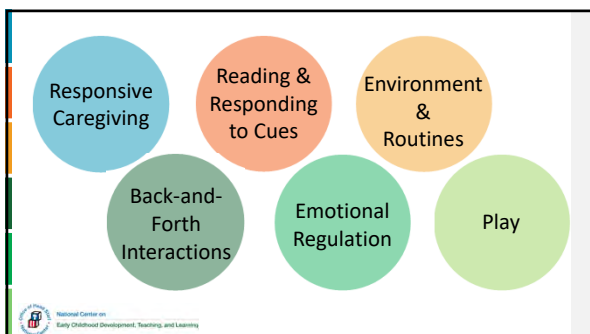 Responsive
Caregiving
Reading &
Responding
to Cues
Environment
&
Routines
Back-and-
Forth
Interactions
Emotional
Regulation
Play
National Center on
Early Childhood Development, Teaching, and Learning